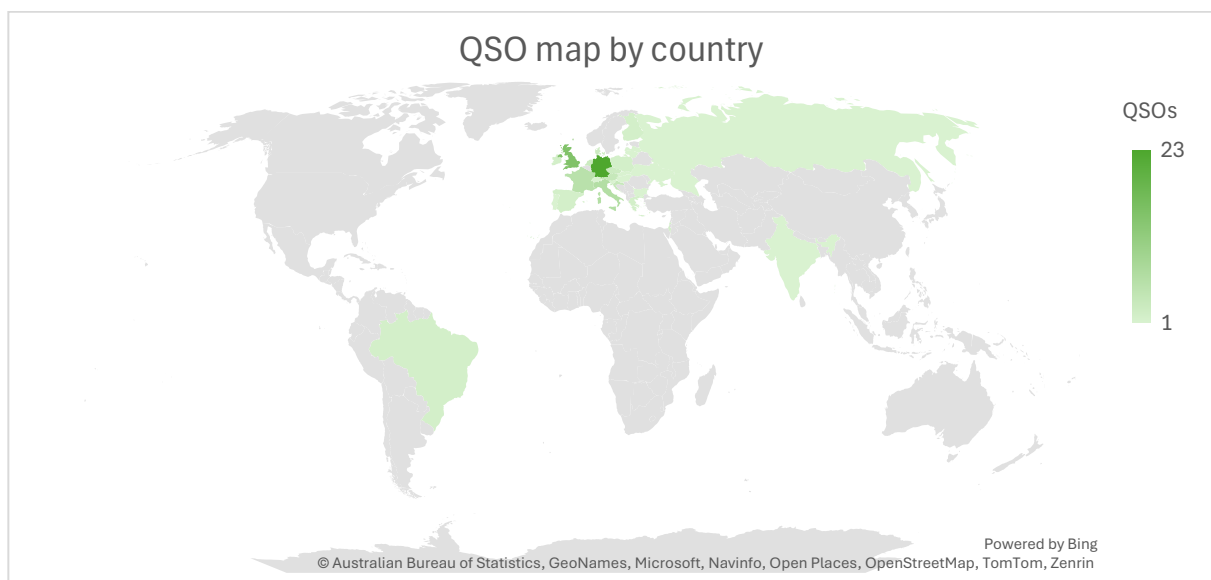 QSO map by country
QSOs
23
1
Powered by Bing
© Australian Bureau of Statistics, GeoNames, Microsoft, Navinfo, Open Places, OpenStreetMap, TomTom, Zenrin